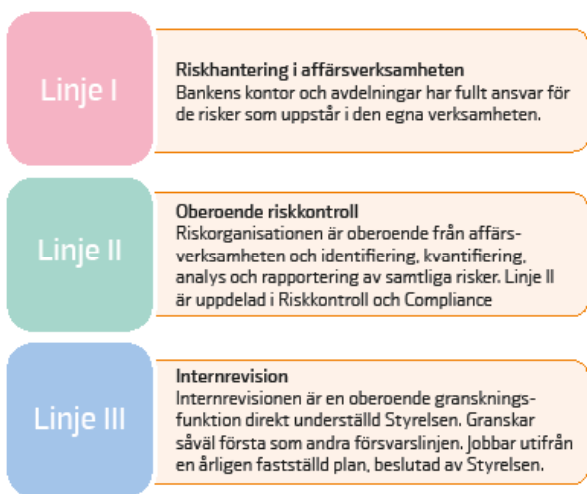 Linje I
Riskhantering i affärsverksamheten
Bankens kontor och avdelningar har fullt ansvar för
de risker som uppstår i den egna verksamheten.
Linje II
Oberoende riskkontroll
Riskorganisationen är oberoende från affärs-
verksamheten och identifiering, kvantifiering,
analys och rapportering av samtliga risker. Linje II
är uppdelad i Riskkontroll och Compliance
Linje III
Internrevision
Internrevisionen är en oberoende gransknings-
funktion direkt underställd Styrelsen. Granskar
såväl första som andra försvarslinjen. Jobbar utifrån
en årligen fastställd plan, beslutad av Styrelsen.